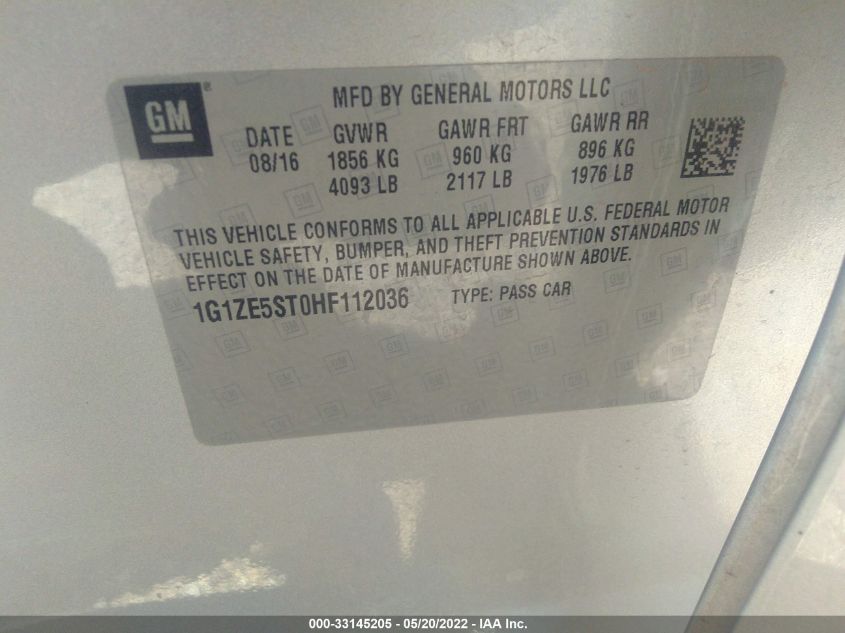 GM®
MFD BY GENERAL MOTORS LLC
DATE GVWR GAWR FRT GAWR RR
08/16 1856 KG 960 KG 896 KG
4093 LB 2117 LB 1976 LB
THIS VEHICLE CONFORMS TO ALL APPLICABLE U.S. FEDERAL MOTOR
VEHICLE SAFETY, BUMPER, AND THEFT PREVENTION STANDARDS IN
EFFECT ON THE DATE OF MANUFACTURE SHOWN ABOVE.
1G1ZE5ST0HF112036 TYPE: PASS CAR
000-33145205 - 05/20/2022 - IAA Inc.